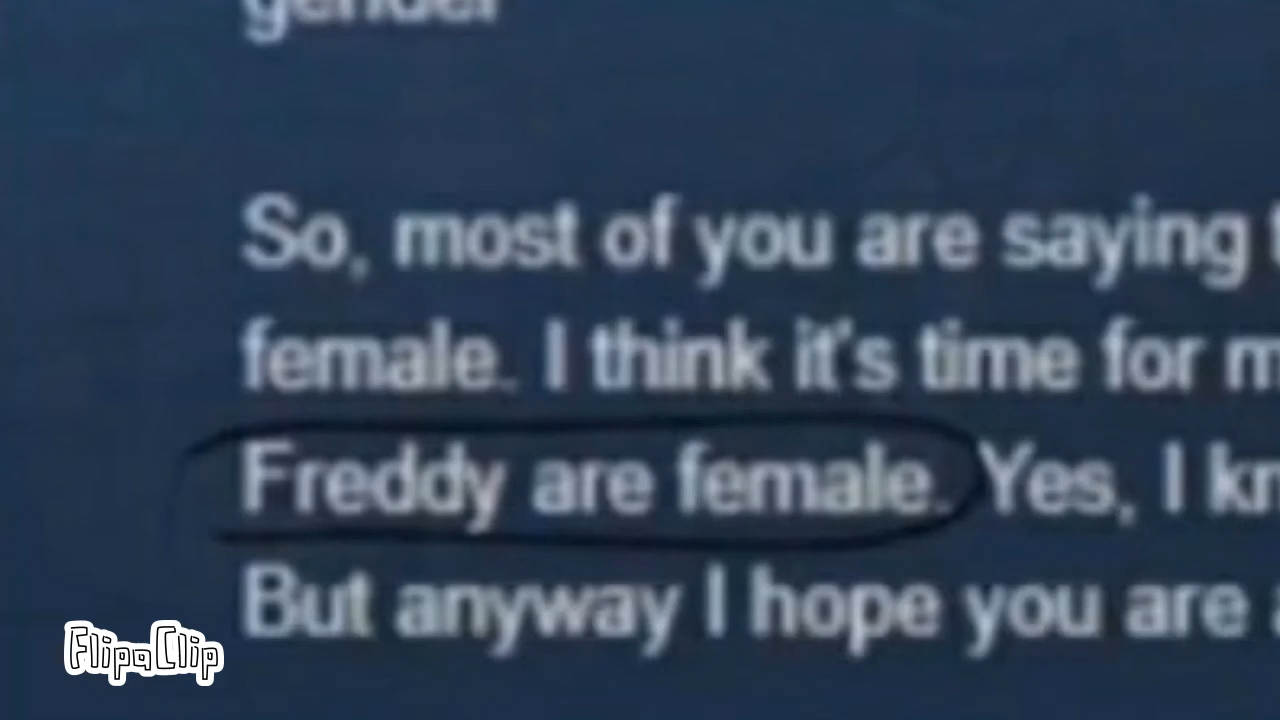 gender
So, most of you are saying
female. I think it's time for
Freddy are female. Yes, I
But anyway I hope you are
FlipaClip